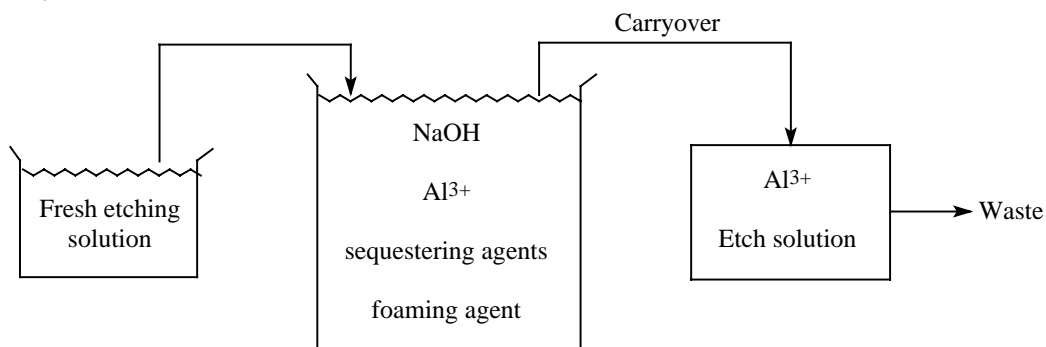 Carryover
NaOH
Al3+
sequestering agents
foaming agent
Fresh etching
solution
Al3+
Etch solution
Waste